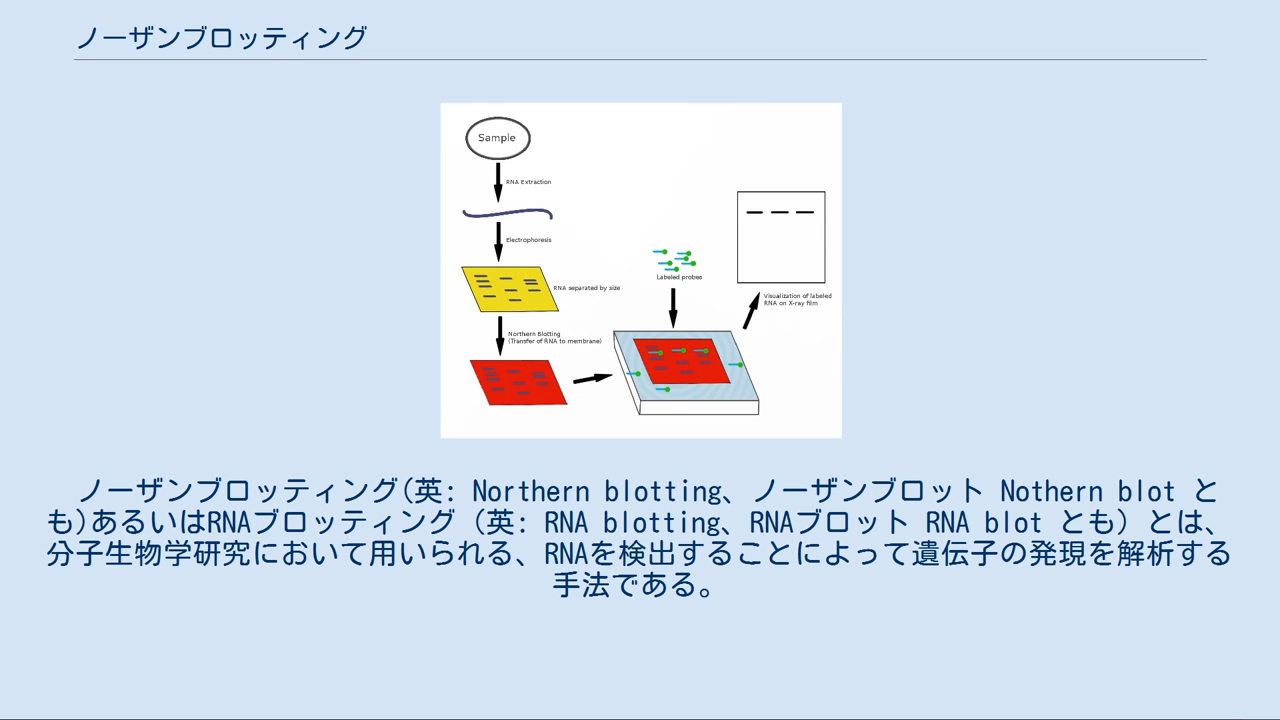 ノーザンブロッティング
Sample
RNA Extraction
Electrophoresis
RNA separated by size
Northern Blotting
(Transfer of RNA to membrane)
Labeled probes
Visualization of labeled
RNA on X-ray film
ノーザンブロッティング(英: Northern blotting、ノーザンブロット Nothern blot と
も)あるいはRNAブロッティング (英: RNA blotting、RNAブロット RNA blot とも) とは、
分子生物学研究において用いられる、RNAを検出することによって遺伝子の発現を解析する
手法である。